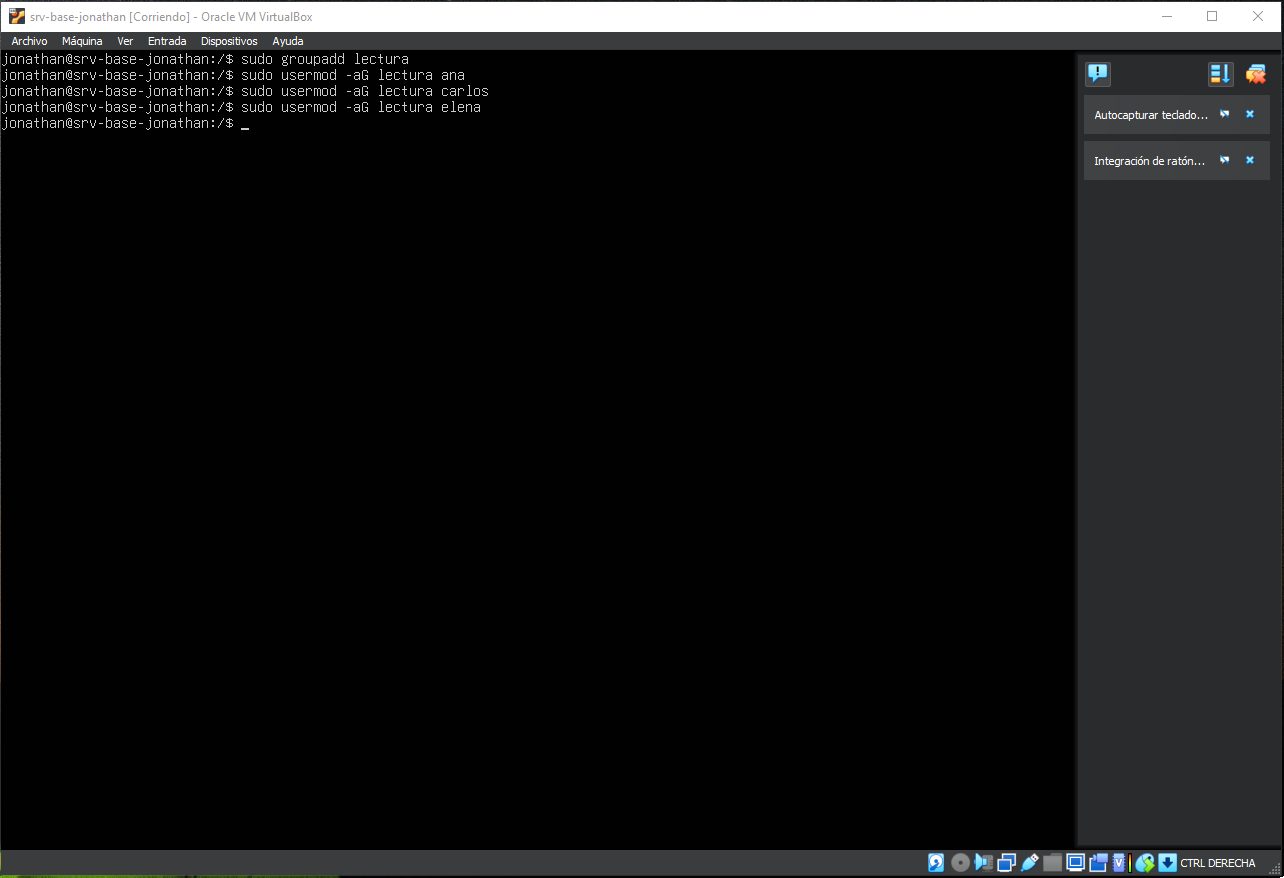 srv-base-jonathan [Corriendo] - Oracle VM VirtualBox
Archivo Máquina Ver Entrada Dispositivos Ayuda
jonathan@srv-base-jonathan:/$ sudo groupadd lectura
jonathan@srv-base-jonathan:/$ sudo usermod -aG lectura ana
jonathan@srv-base-jonathan:/$ sudo usermod -aG lectura carlos
jonathan@srv-base-jonathan:/$ sudo usermod -aG lectura elena
jonathan@srv-base-jonathan:/$ _
Autocapturar teclado...
Integración de ratón...
CTRL DERECHA